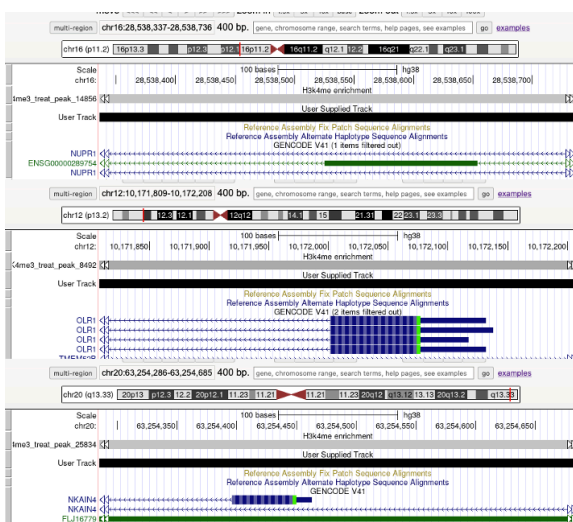 multi-region chr16:28,538,337-28,538,736 400 bp. gene, chromosome range, search terms, help pages, see examples go examples
chr16 (p11.2) 16p13.3 p12.3 p12.1 16p11.2 16q11.2 q12.1 12.2 16q21 q22.1 q23.1
Scale 100 bases hg38
chr16: 28,538,400 28,538,450 28,538,500 28,538,550 28,538,600 28,538,650 28,538,700
H3k4me enrichment
4me3_treat_peak_14856
User Supplied Track
User Track
Reference Assembly Fix Patch Sequence Alignments
Reference Assembly Alternate Haplotype Sequence Alignments
GENCODE V41 (1 items filtered out)
NUPR1
ENSG00000289754
NUPR1
multi-region chr12:10,171,809-10,172,208 400 bp. gene, chromosome range, search terms, help pages, see examples go examples
chr12 (p13.2) 12.3 12.1 12q12 14.1 15 21.31 22 23.1 23.3
Scale 100 bases hg38
chr12: 10,171,850 10,171,900 10,171,950 10,172,000 10,172,050 10,172,100 10,172,150 10,172,200
H3k4me enrichment
4me3_treat_peak_8492
User Supplied Track
User Track
Reference Assembly Fix Patch Sequence Alignments
Reference Assembly Alternate Haplotype Sequence Alignments
GENCODE V41 (2 items filtered out)
OLR1
OLR1
OLR1
OLR1
multi-region chr20:63,254,286-63,254,685 400 bp. gene, chromosome range, search terms, help pages, see examples go examples
chr20 (q13.33) 20p13 p12.3 12.2 20p12.1 11.23 11.21 11.21 11.23 20q12 q13.12 13.13 20q13.2 q13.33
Scale 100 bases hg38
chr20: 63,254,350 63,254,400 63,254,450 63,254,500 63,254,550 63,254,600 63,254,650
H3k4me enrichment
4me3_treat_peak_25834
User Supplied Track
User Track
Reference Assembly Fix Patch Sequence Alignments
Reference Assembly Alternate Haplotype Sequence Alignments
GENCODE V41
NKAIN4
NKAIN4
FLJ16779